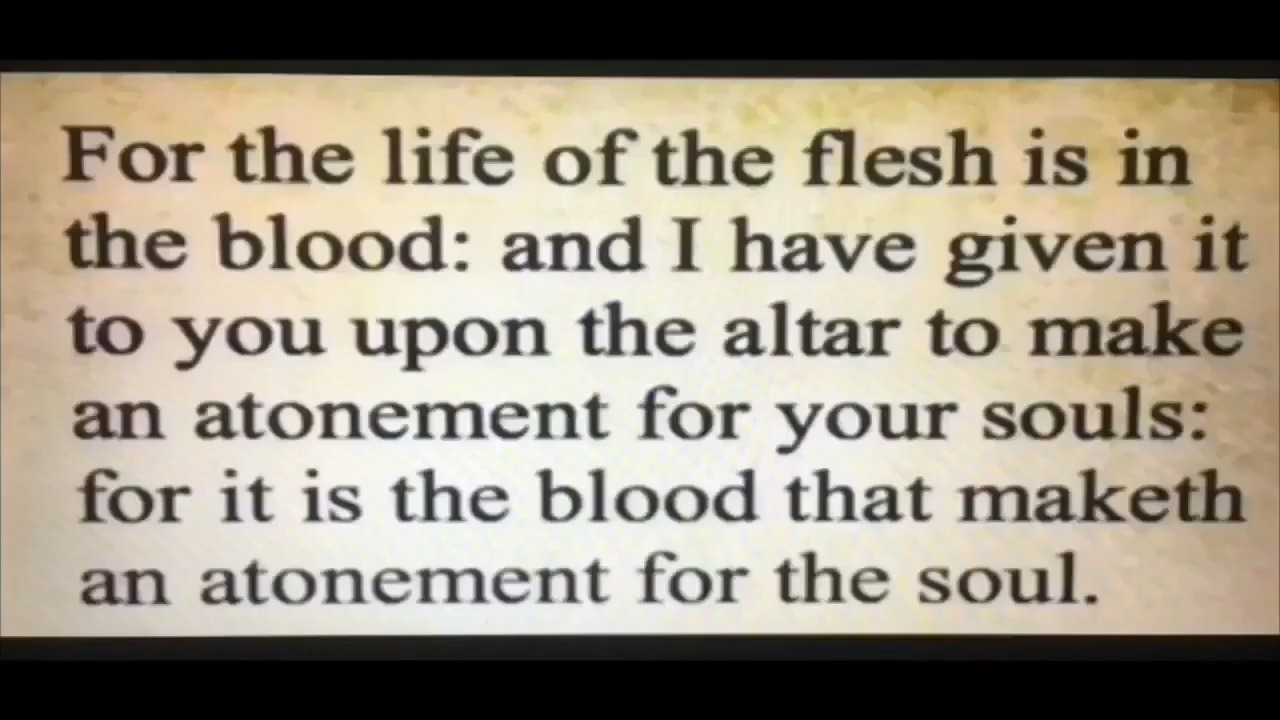 For the life of the flesh is in
the blood: and I have given it
to you upon the altar to make
an atonement for your souls:
for it is the blood that maketh
an atonement for the soul.